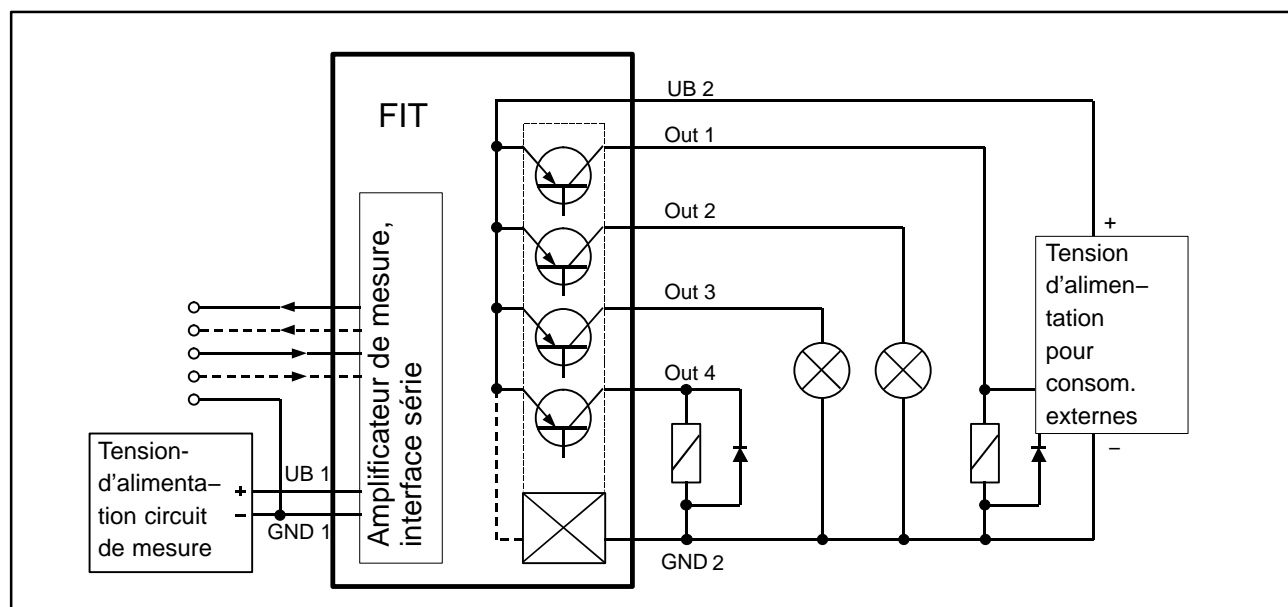 UB 2
FIT
Out 1
Out 2
Out 3
Out 4
Amplificateur de mesure,
interface série
+
Tension
d'alimen–
tation
pour
consom.
externes
–
Tension-
d'alimenta–
tion circuit
de mesure
+
–
UB 1
GND 1
GND 2